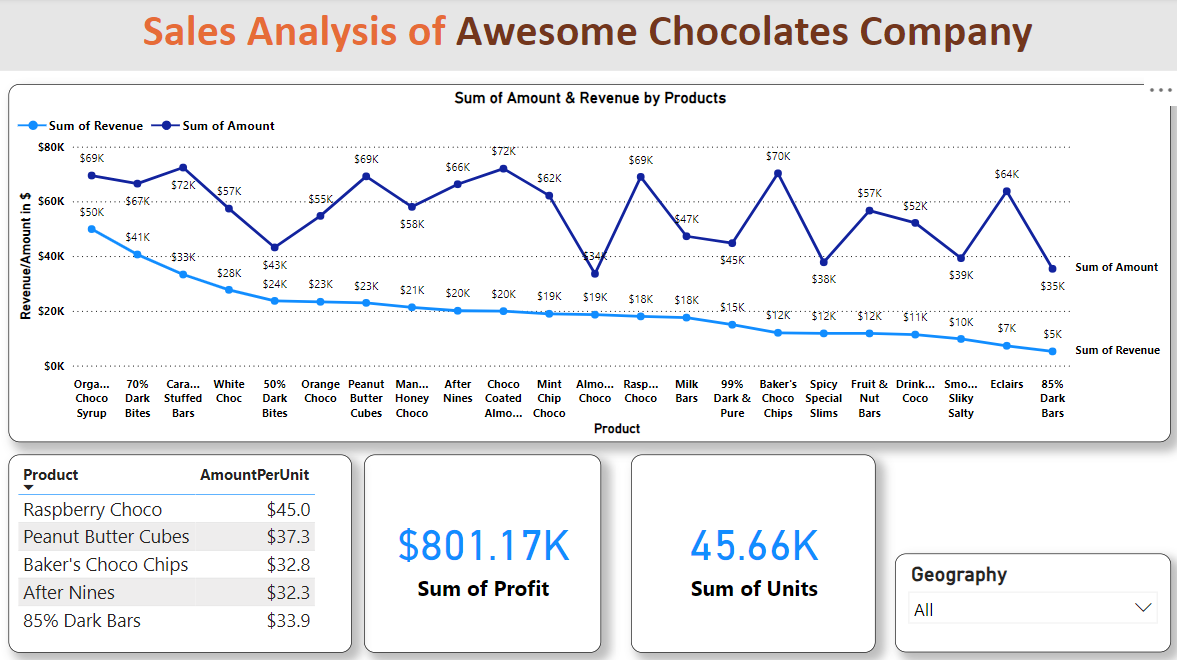 Sales Analysis of Awesome Chocolates Company
Sum of Amount & Revenue by Products
Sum of Revenue Sum of Amount
Revenue/Amount in $
$80K
$60K
$40K
$20K
$0K
$69K $67K $72K $57K $43K $55K $69K $58K $66K $72K $62K $34K $69K $47K $45K $70K $38K $57K $52K $39K $64K $35K
Sum of Amount
$50K $41K $33K $28K $24K $23K $23K $21K $20K $20K $19K $19K $18K $18K $15K $12K $12K $12K $11K $10K $7K $5K
Sum of Revenue
Orga... 70% Cara... White 50% Orange Peanut Man... After Choco Mint Almo... Rasp... Milk 99% Baker's Spicy Fruit & Drink... Smo... Eclairs 85%
Choco Dark Stuffed Choc Dark Choco Butter Honey Nines Coated Chip Choco Choco Bars Dark & Choco Special Nut Coco Sliky Dark
Syrup Bites Bars Bites Cubes Choco Almo... Choco Pure Chips Slims Bars Salty Bars
Product
Product AmountPerUnit
Raspberry Choco $45.0
Peanut Butter Cubes $37.3
Baker's Choco Chips $32.8
After Nines $32.3
85% Dark Bars $33.9
$801.17K
Sum of Profit
45.66K
Sum of Units
Geography
All